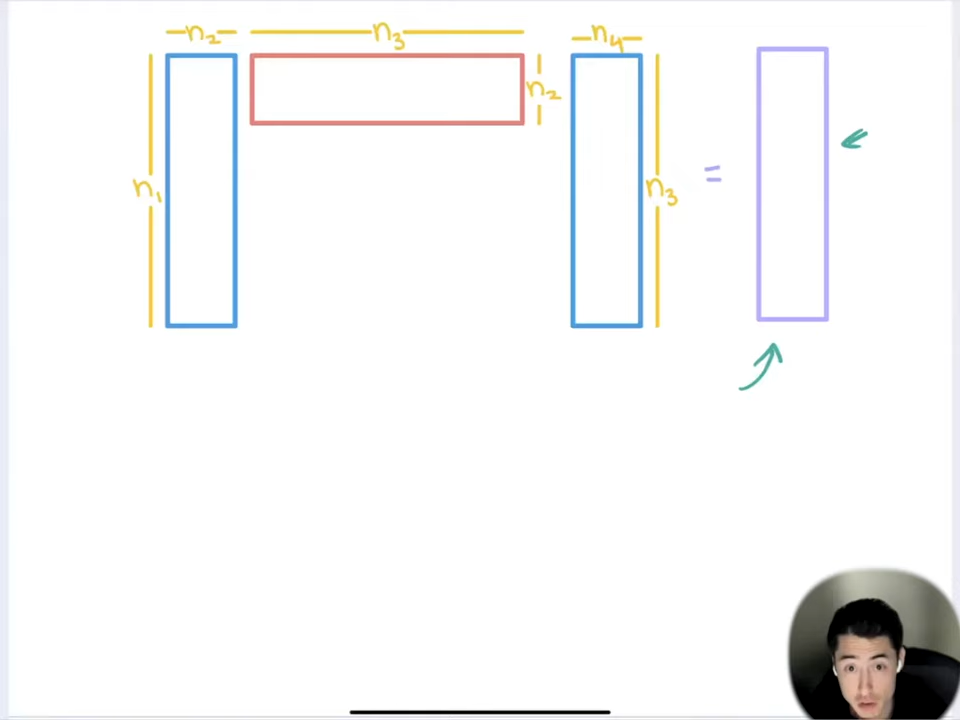 n₂ n₃ n₄
n₂
n₁ n₃ =